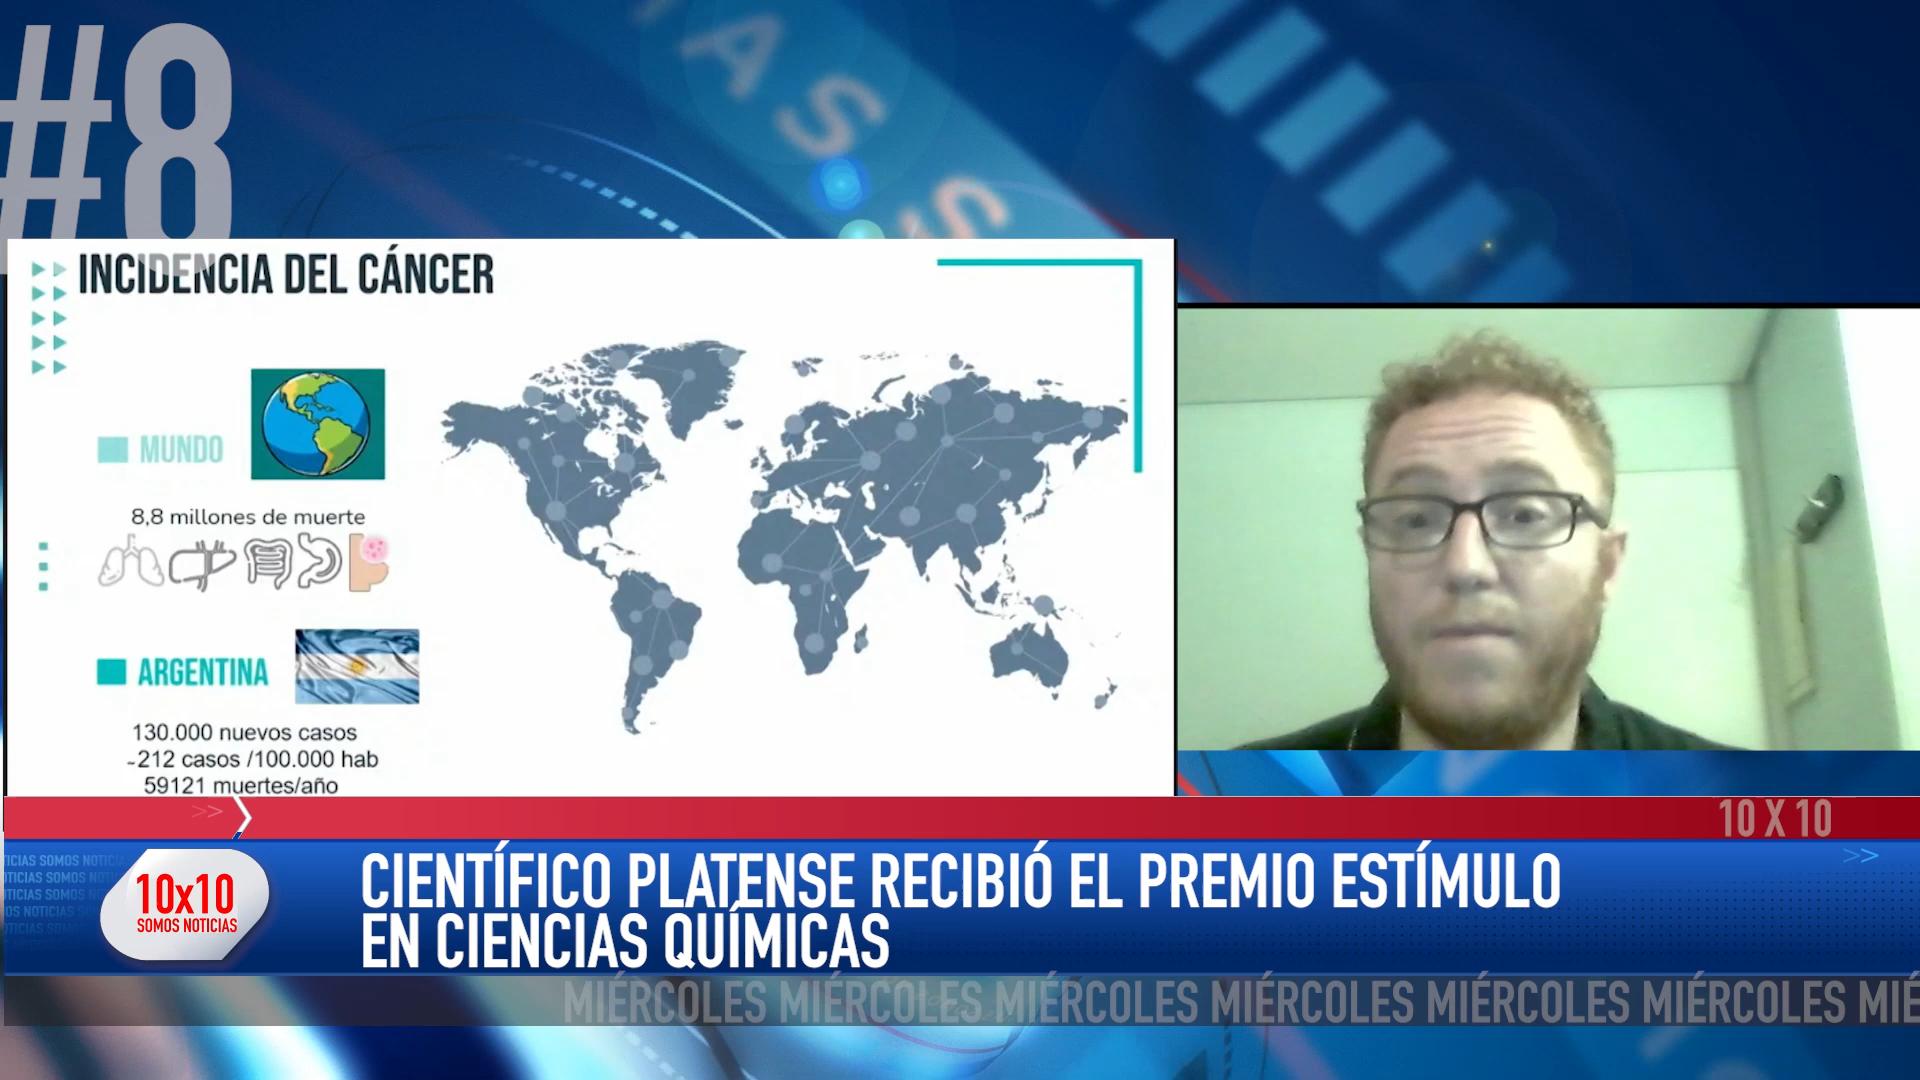 #8
INCIDENCIA DEL CÁNCER
MUNDO
8,8 millones de muerte
ARGENTINA
130.000 nuevos casos
~212 casos /100.000 hab
59121 muertes/año
10 X 10
10x10
SOMOS NOTICIAS
CIENTÍFICO PLATENSE RECIBIÓ EL PREMIO ESTÍMULO
EN CIENCIAS QUÍMICAS
MIÉRCOLES MIÉRCOLES MIÉRCOLES MIÉRCOLES MIÉRCOLES MIÉRCOLES MIÉ